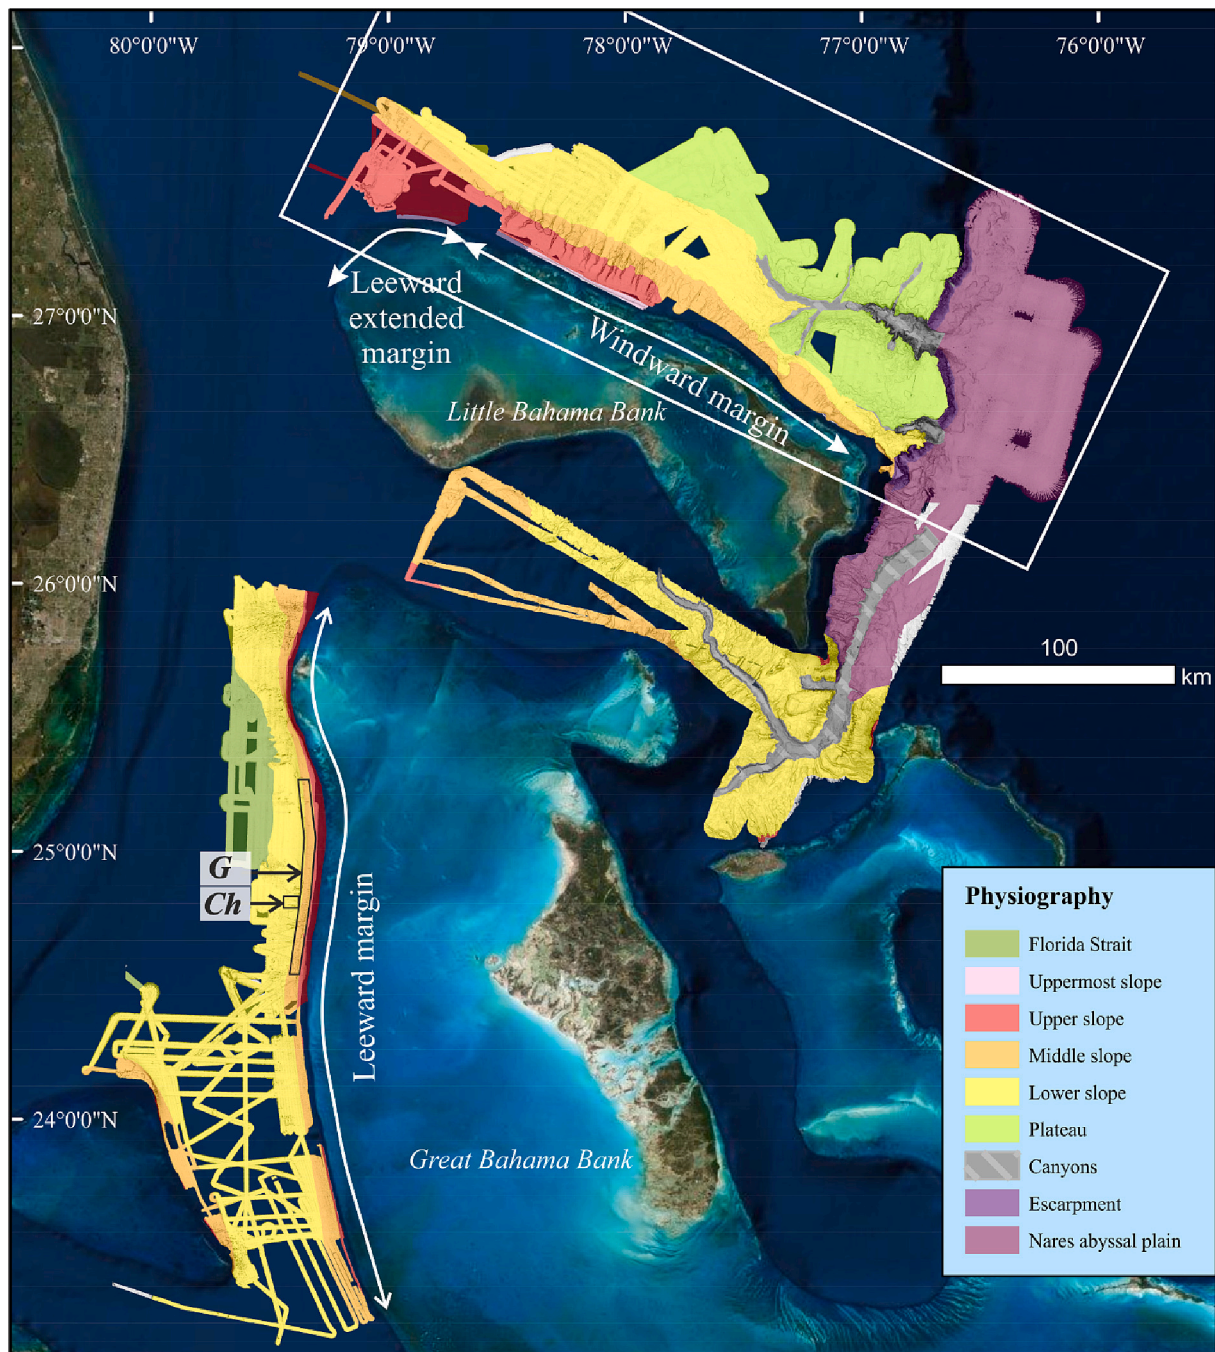 80°0'0"W
79°0'0"W
78°0'0"W
77°0'0"W
76°0'0"W
27°0'0"N
26°0'0"N
25°0'0"N
24°0'0"N
Leeward
extended
margin
Windward margin
Little Bahama Bank
100
km
G
Ch
Leeward margin
Great Bahama Bank
Physiography
Florida Strait
Uppermost slope
Upper slope
Middle slope
Lower slope
Plateau
Canyons
Escarpment
Nares abyssal plain